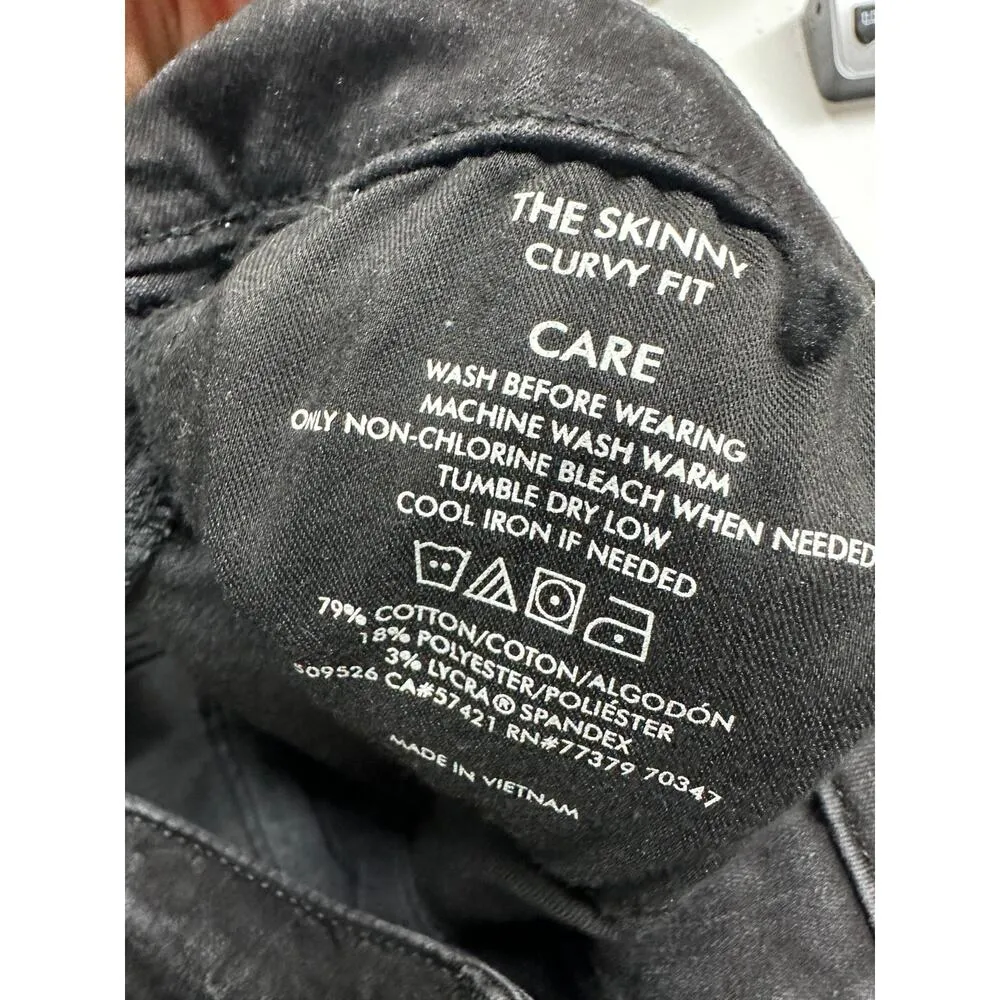 THE SKINNY
CURVY FIT
CARE
WASH BEFORE WEARING
MACHINE WASH WARM
ONLY NON-CHLORINE BLEACH WHEN NEEDED
TUMBLE DRY LOW
COOL IRON IF NEEDED
79% COTTON/COTON/ALGODÓN
18% POLYESTER/POLIÉSTER
3% LYCRA® SPANDEX
509526 CA#57421 RN#77379 70347
MADE IN VIETNAM